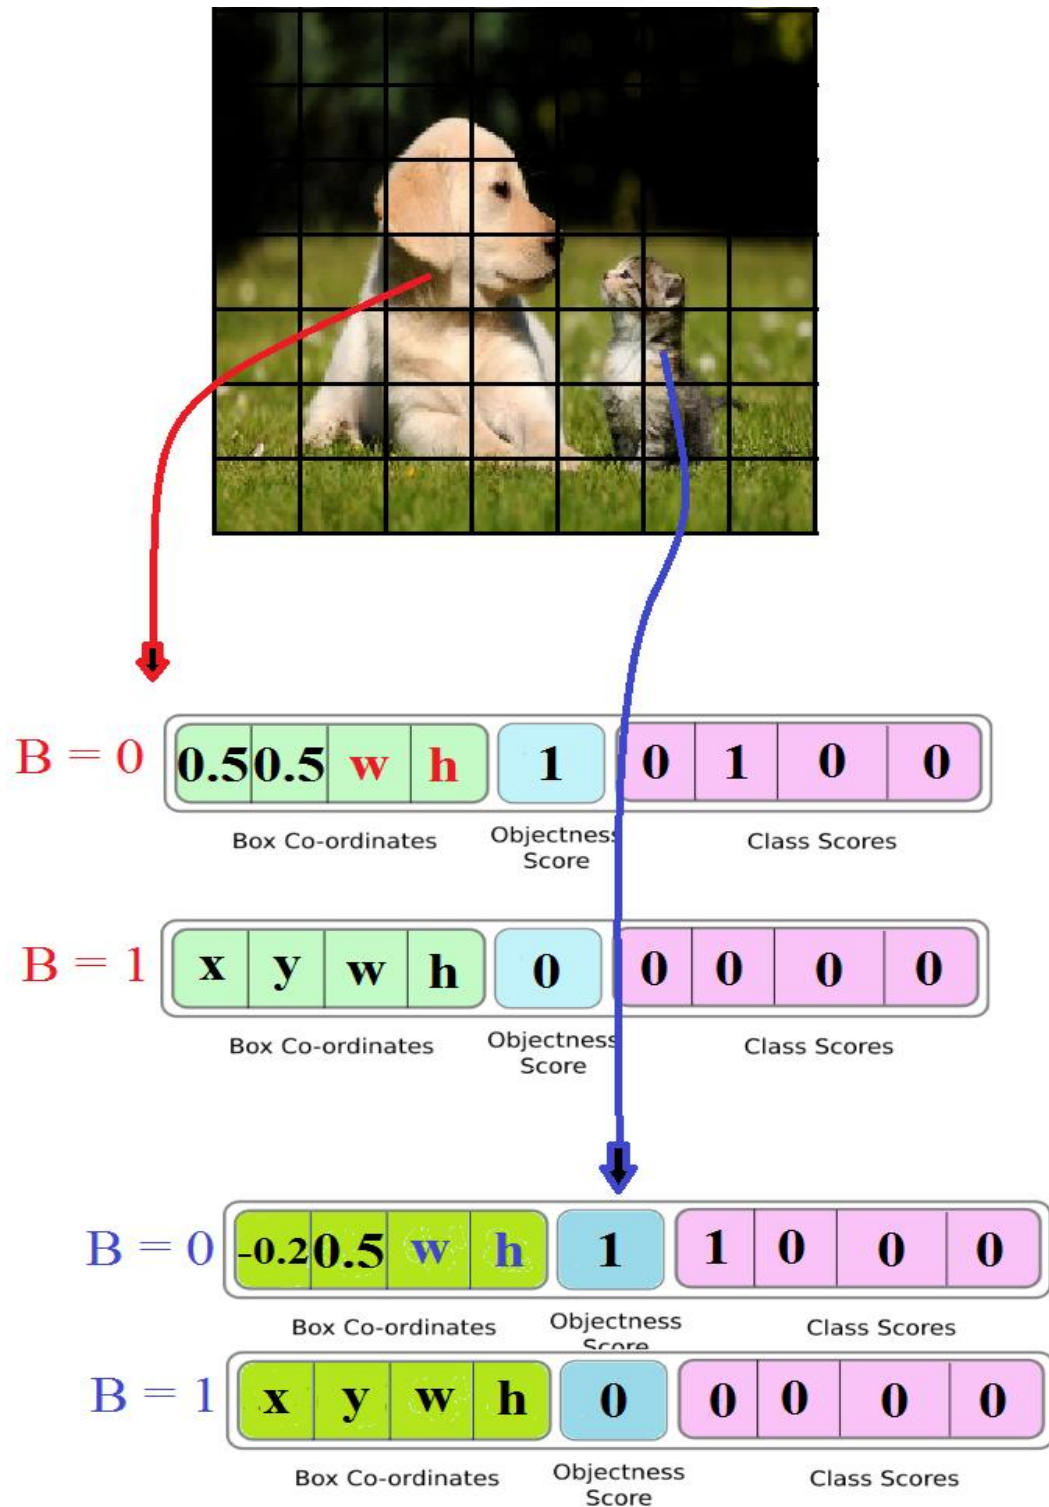 B = 0 0.5 0.5 w h 1 0 1 0 0
Box Co-ordinates Objectness Score Class Scores
B = 1 x y w h 0 0 0 0 0
Box Co-ordinates Objectness Score Class Scores
B = 0 -0.2 0.5 w h 1 1 0 0 0
Box Co-ordinates Objectness Score Class Scores
B = 1 x y w h 0 0 0 0 0
Box Co-ordinates Objectness Score Class Scores